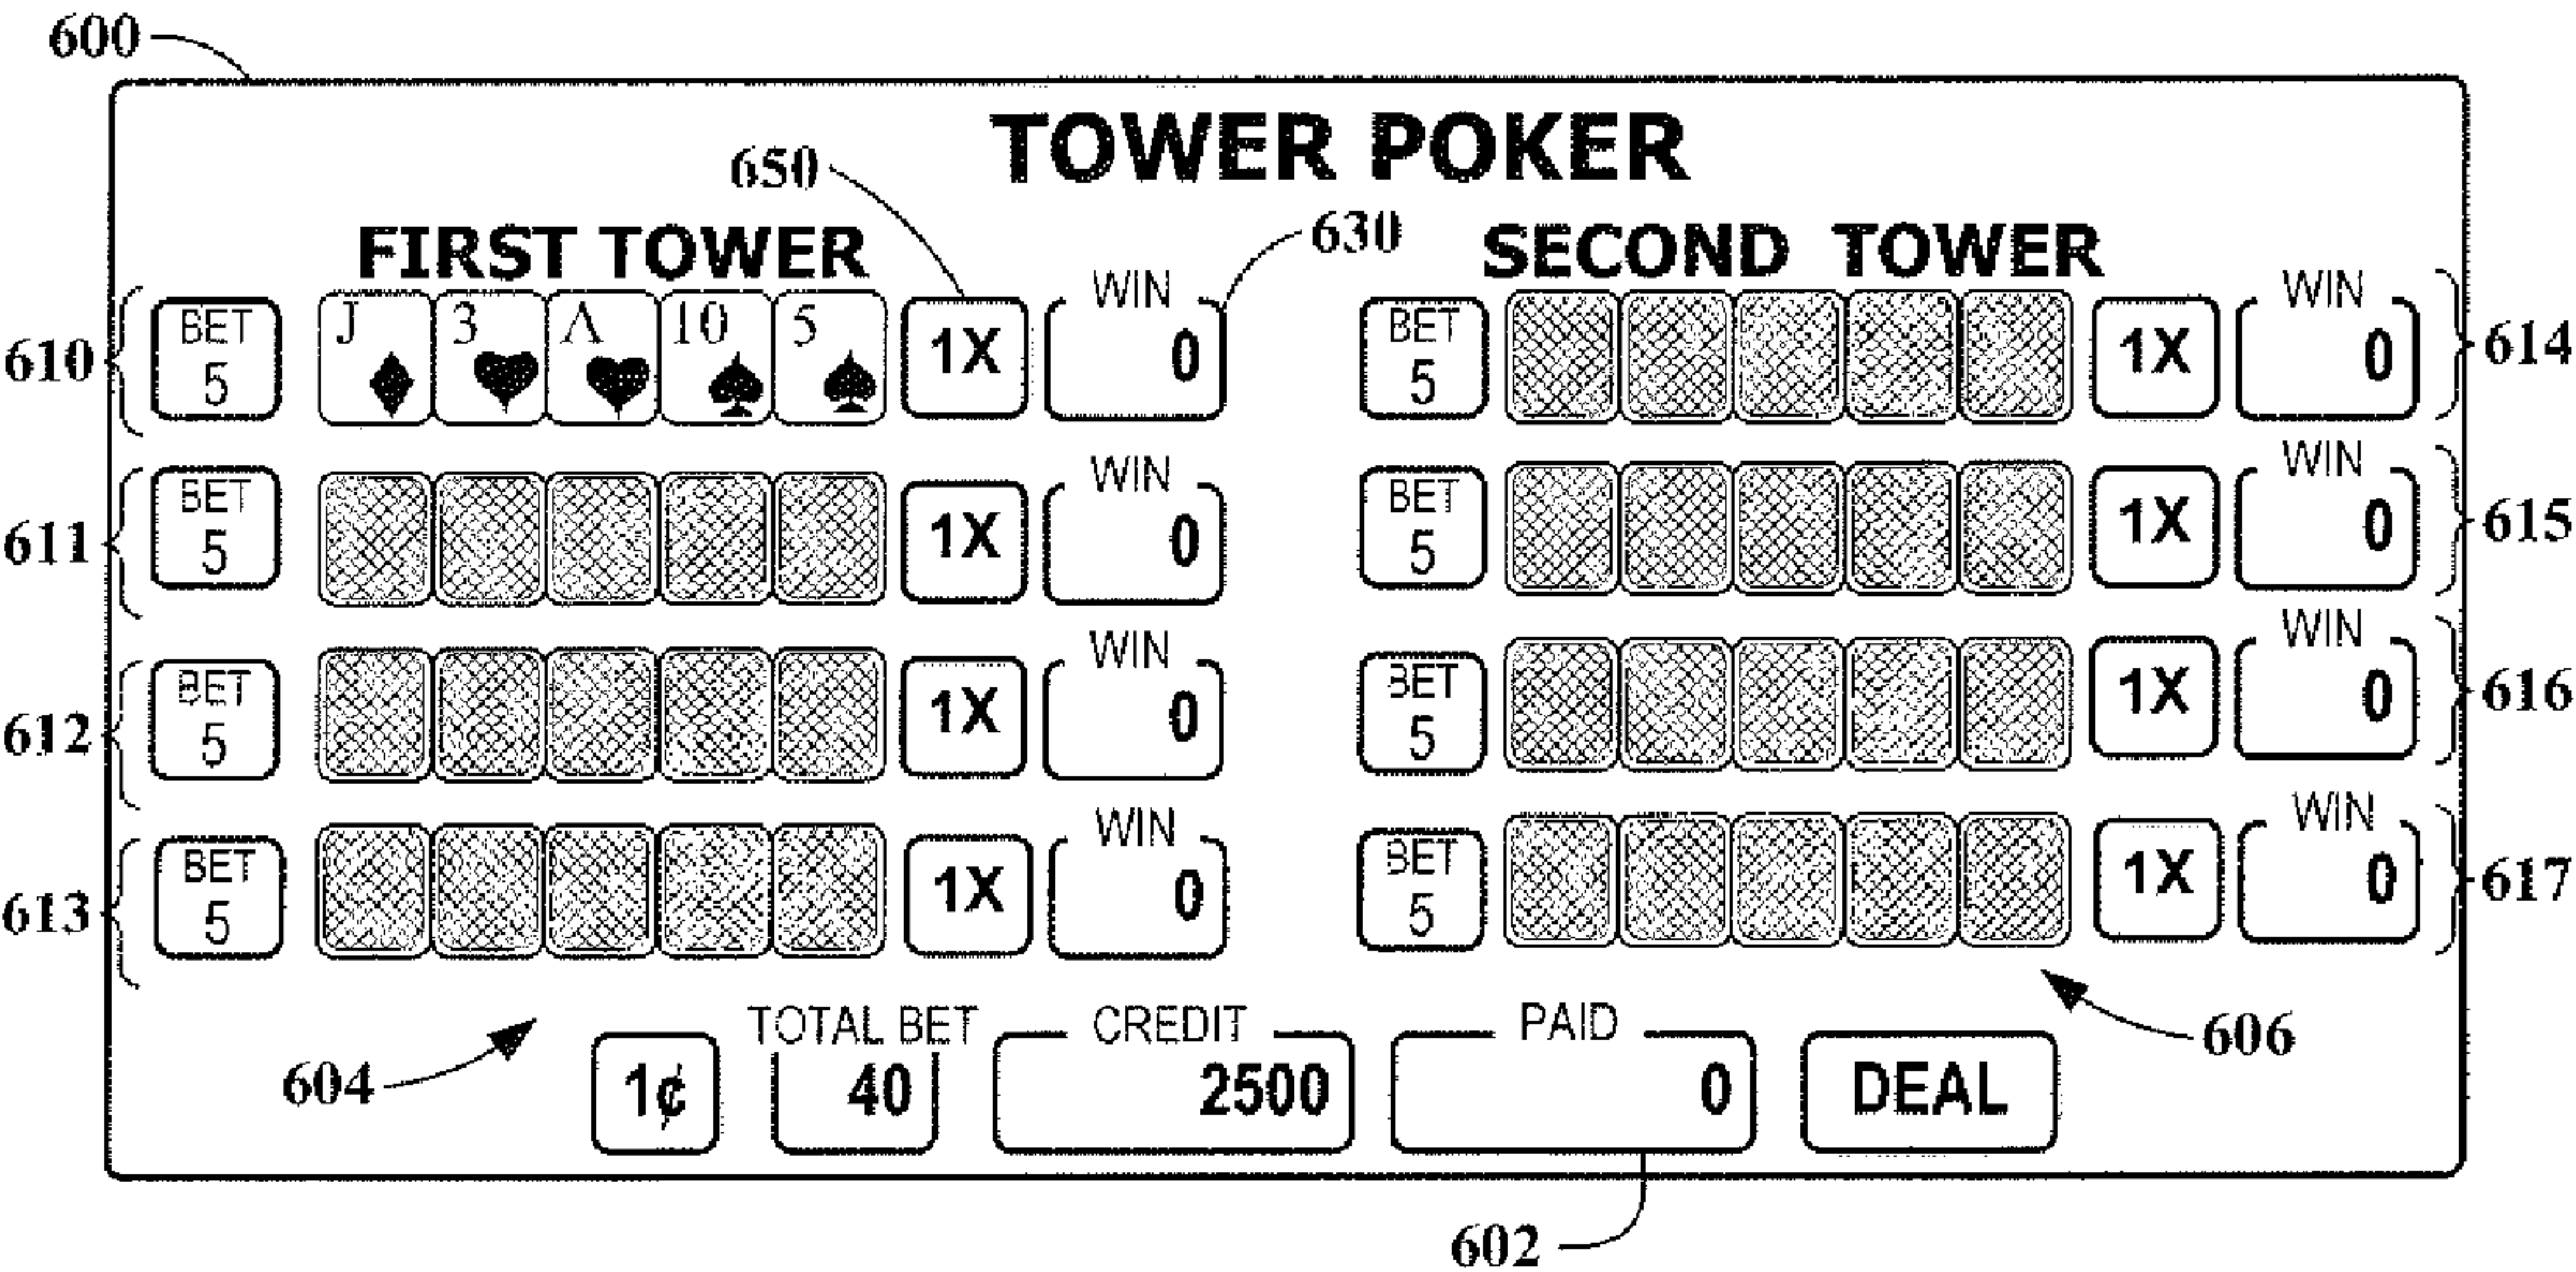 600
TOWER POKER
650
630
FIRST TOWER
SECOND TOWER
610
BET
5
J
3
A
10
5
1X
WIN
0
BET
5
1X
WIN
0
614
611
BET
5
1X
WIN
0
BET
5
1X
WIN
0
615
612
BET
5
1X
WIN
0
BET
5
1X
WIN
0
616
613
BET
5
1X
WIN
0
BET
5
1X
WIN
0
617
604
606
1¢
TOTAL BET
40
CREDIT
2500
PAID
0
DEAL
602